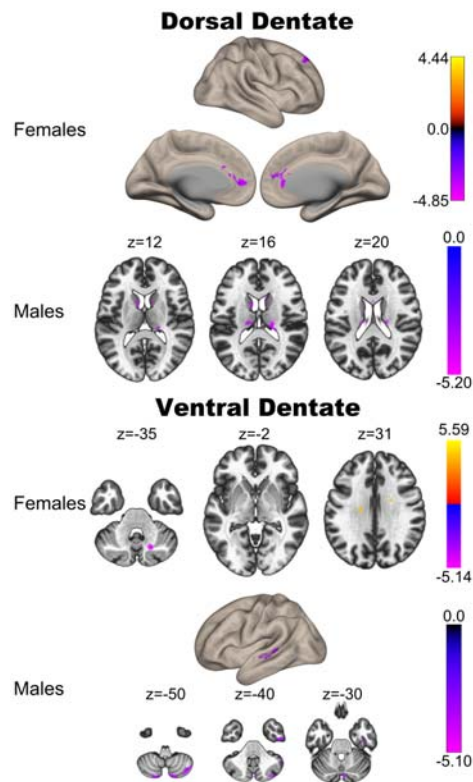 Dorsal Dentate
4.44
Females
0.0
-4.85
z=12 z=16 z=20
0.0
Males
-5.20
Ventral Dentate
z=-35 z=-2 z=31
5.59
Females
-5.14
0.0
Males
z=-50 z=-40 z=-30
-5.10